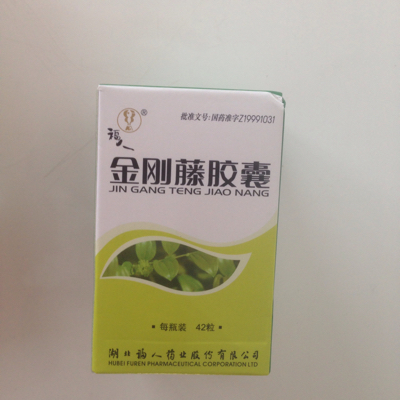 ®
批准文号:国药准字Z19991031
福人
金刚藤胶囊
JIN GANG TENG JIAO NANG
·每瓶装 42粒·
湖北福人药业股份有限公司
HUBEI FUREN PHARMACEUTICAL CORPORATION LTD